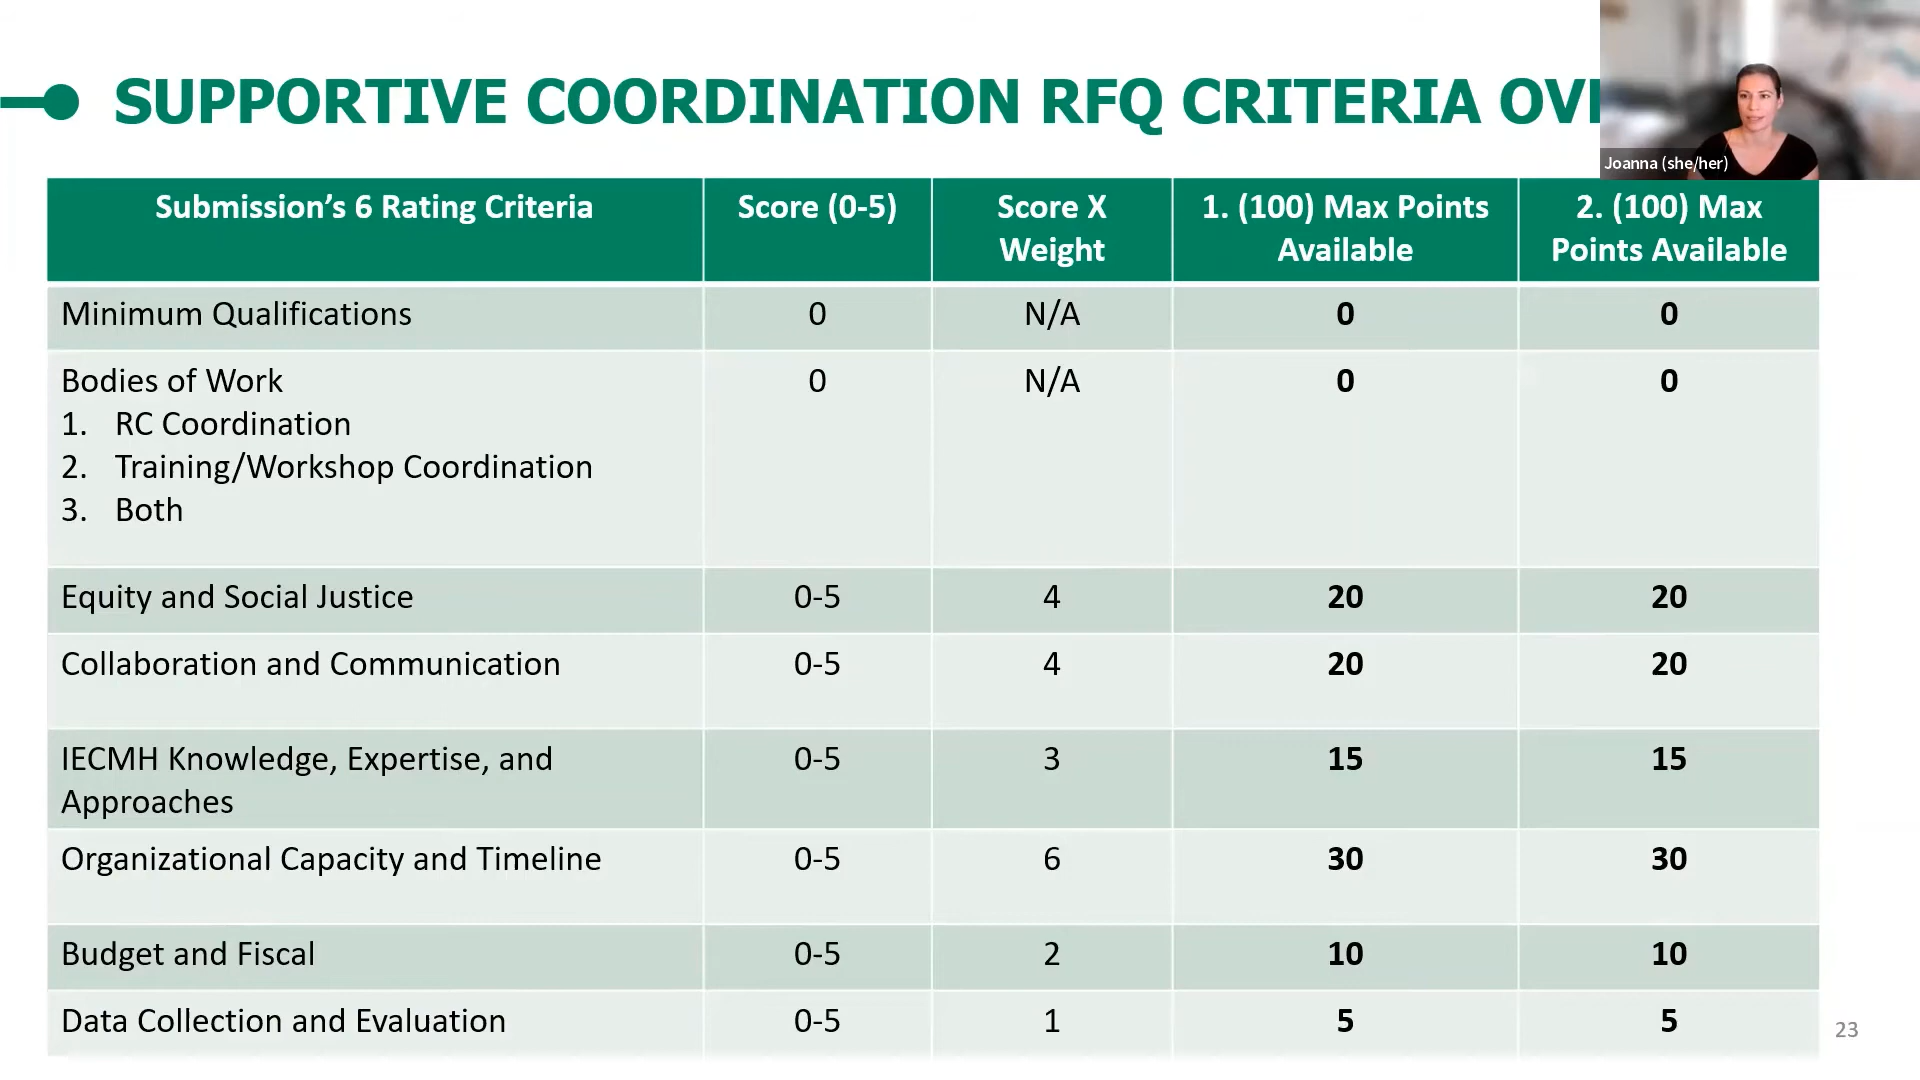 SUPPORTIVE COORDINATION RFQ CRITERIA
Joanna (she/her)
Submission’s 6 Rating Criteria
Score (0-5)
Score X
Weight
1. (100) Max Points
Available
2. (100) Max
Points Available
Minimum Qualifications
0
N/A
0
0
Bodies of Work
0
N/A
0
0
1. RC Coordination
2. Training/Workshop Coordination
3. Both
Equity and Social Justice
0-5
4
20
20
Collaboration and Communication
0-5
4
20
20
IECMH Knowledge, Expertise, and
Approaches
0-5
3
15
15
Organizational Capacity and Timeline
0-5
6
30
30
Budget and Fiscal
0-5
2
10
10
Data Collection and Evaluation
0-5
1
5
5
23